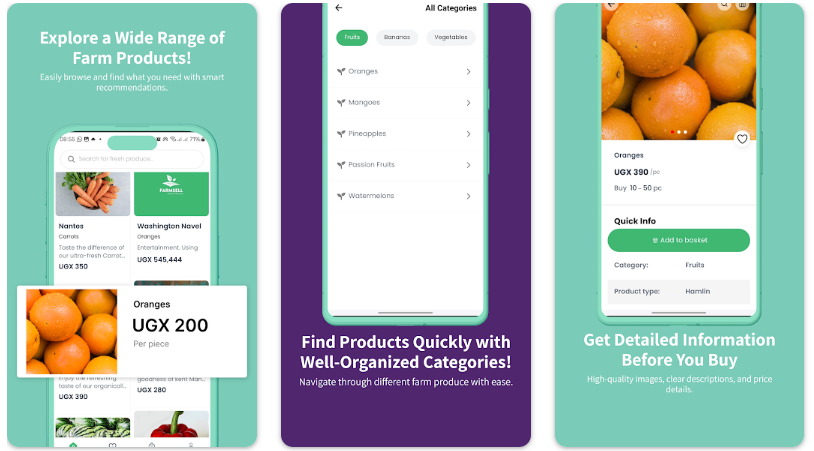 Explore a Wide Range of
Farm Products!
Easily browse and find what you need with smart
recommendations.
08:55
71%
Search for fresh produce..
FARMSELL
Nantes
Carrots
Taste the difference of
our ultra-fresh Carrot...
UGX 350
Washington Navel
Oranges
Entertainment. Using
UGX 545,444
Oranges
UGX 200
Per piece
Enjoy the refreshing
taste of our organicall...
UGX 390
goodness of Kent Man...
UGX 280
All Categories
Fruits
Bananas
Vegetables
Oranges
Mangoes
Pineapples
Passion Fruits
Watermelons
Find Products Quickly with
Well-Organized Categories!
Navigate through different farm produce with ease.
Oranges
UGX 390 /pc
Buy 10 - 50 pc
Quick Info
Add to basket
Category: Fruits
Product type: Hamlin
Get Detailed Information
Before You Buy
High-quality images, clear descriptions, and price
details.